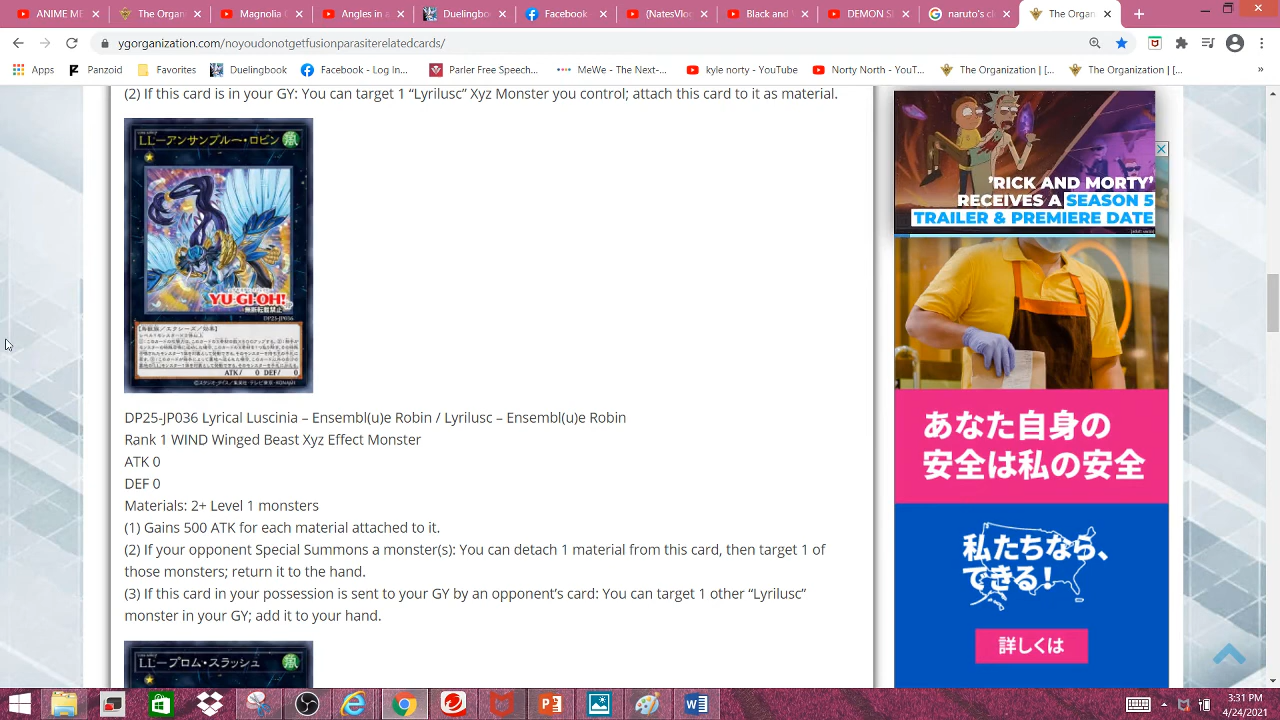 ANIME ME
The Organ
Magnolia C
Angles in a
Duelingboo
Facebook
(NatesVlog
Black and
DEMON S
naruto's cl
The Organ
ygorganization.com/noyoudonotgetfusionparasiterelatedcards/
Apps
Panzoid
Favorites
Duelingbook
Facebook - Log In...
Parler Free Speech...
MeWe - The Next-...
kyle norty - Youtube
Norty North - YouT...
The Organization | [...
The Organization | [...
»
(2) If this card is in your GY: You can target 1 “Lyrilusc” Xyz Monster you control; attach this card to it as material.
LL－アンサンブルー・ロビン
YU-GI-OH!
無断転載禁止
DP25-JP036
ATK/ 0 DEF/ 0
DP25-JP036 Lyrical Luscinia – Ensembl(u)e Robin / Lyrilusc – Ensembl(u)e Robin
Rank 1 WIND Winged Beast Xyz Effect Monster
ATK 0
DEF 0
Materials: 2+ Level 1 monsters
(1) Gains 500 ATK for each material attached to it.
(2) If your opponent Special Summons a monster(s): You can detach 1 material from this card, then target 1 of
those monsters; return it to the hand.
(3) If this card in your possession is sent to your GY by an opponent’s card: You can target 1 other “Lyrilusc”
monster in your GY; add it to your hand.
LL－プロム・スラッシュ
'RICK AND MORTY'
RECEIVES A SEASON 5
TRAILER & PREMIERE DATE
あなた自身の
安全は私の安全
私たちなら、
できる!
詳しくは
3:31 PM
4/24/2021